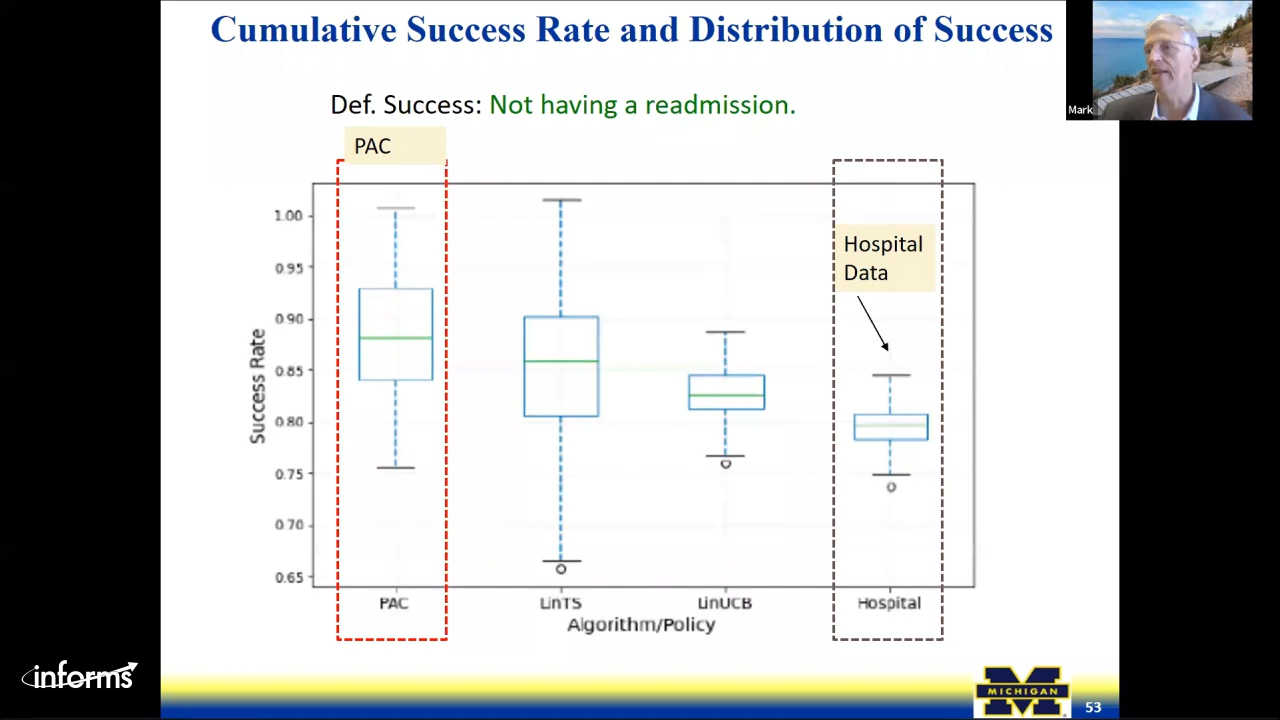 Cumulative Success Rate and Distribution of Success
Mark
Def. Success: Not having a readmission.
PAC
Hospital
Data
1.00
0.95
0.90
0.85
0.80
0.75
0.70
0.65
Success Rate
PAC
LinTS
LinUCB
Hospital
Algorithm/Policy
informs
MICHIGAN
53